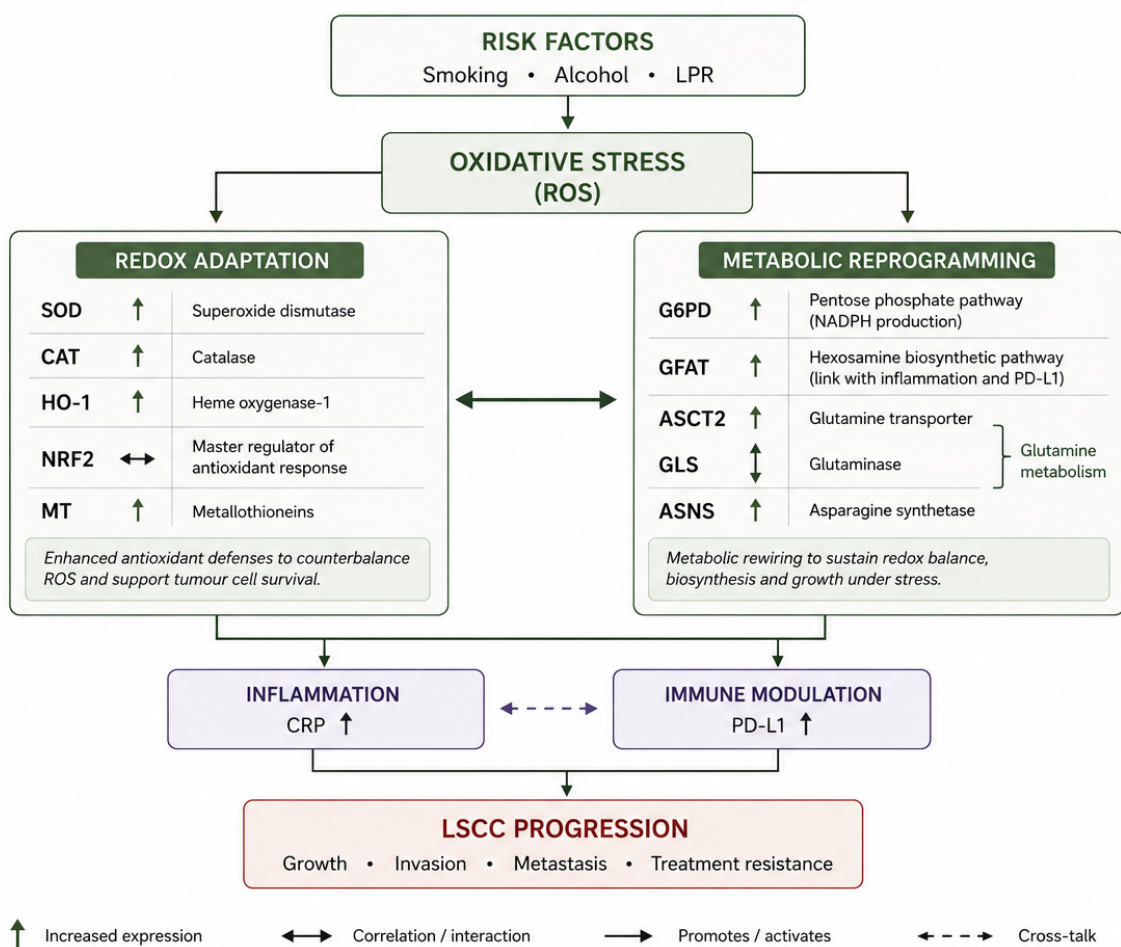 RISK FACTORS
Smoking • Alcohol • LPR
OXIDATIVE STRESS
(ROS)
REDOX ADAPTATION
SOD ↑ Superoxide dismutase
CAT ↑ Catalase
HO-1 ↑ Heme oxygenase-1
NRF2 ↔ Master regulator of
antioxidant response
MT ↑ Metallothioneins
Enhanced antioxidant defenses to counterbalance
ROS and support tumour cell survival.
METABOLIC REPROGRAMMING
G6PD ↑ Pentose phosphate pathway
(NADPH production)
GFAT ↑ Hexosamine biosynthetic pathway
(link with inflammation and PD-L1)
ASCT2 ↑ Glutamine transporter
GLS ↕ Glutaminase
Glutamine
metabolism
ASNS ↑ Asparagine synthetase
Metabolic rewiring to sustain redox balance,
biosynthesis and growth under stress.
INFLAMMATION
CRP ↑
IMMUNE MODULATION
PD-L1 ↑
LSCC PROGRESSION
Growth • Invasion • Metastasis • Treatment resistance
↑ Increased expression
↔ Correlation / interaction
→ Promotes / activates
Cross-talk